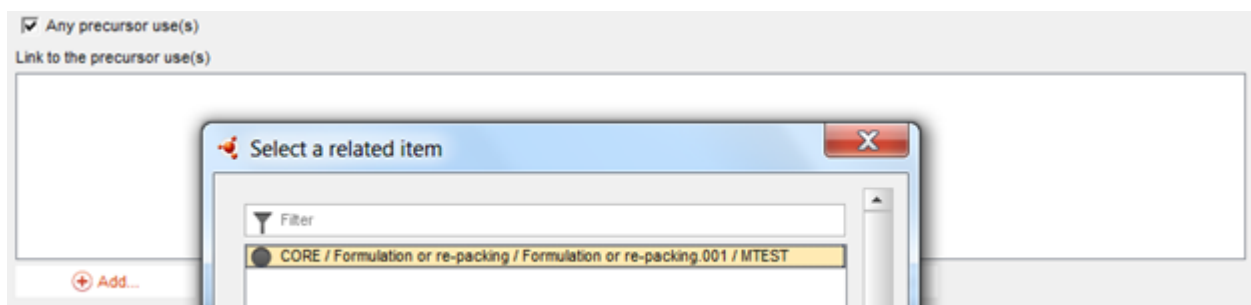 Any precursor use(s)
Link to the precursor use(s)
Select a related item
Filter
CORE / Formulation or re-packing / Formulation or re-packing.001 / MTEST
Add...